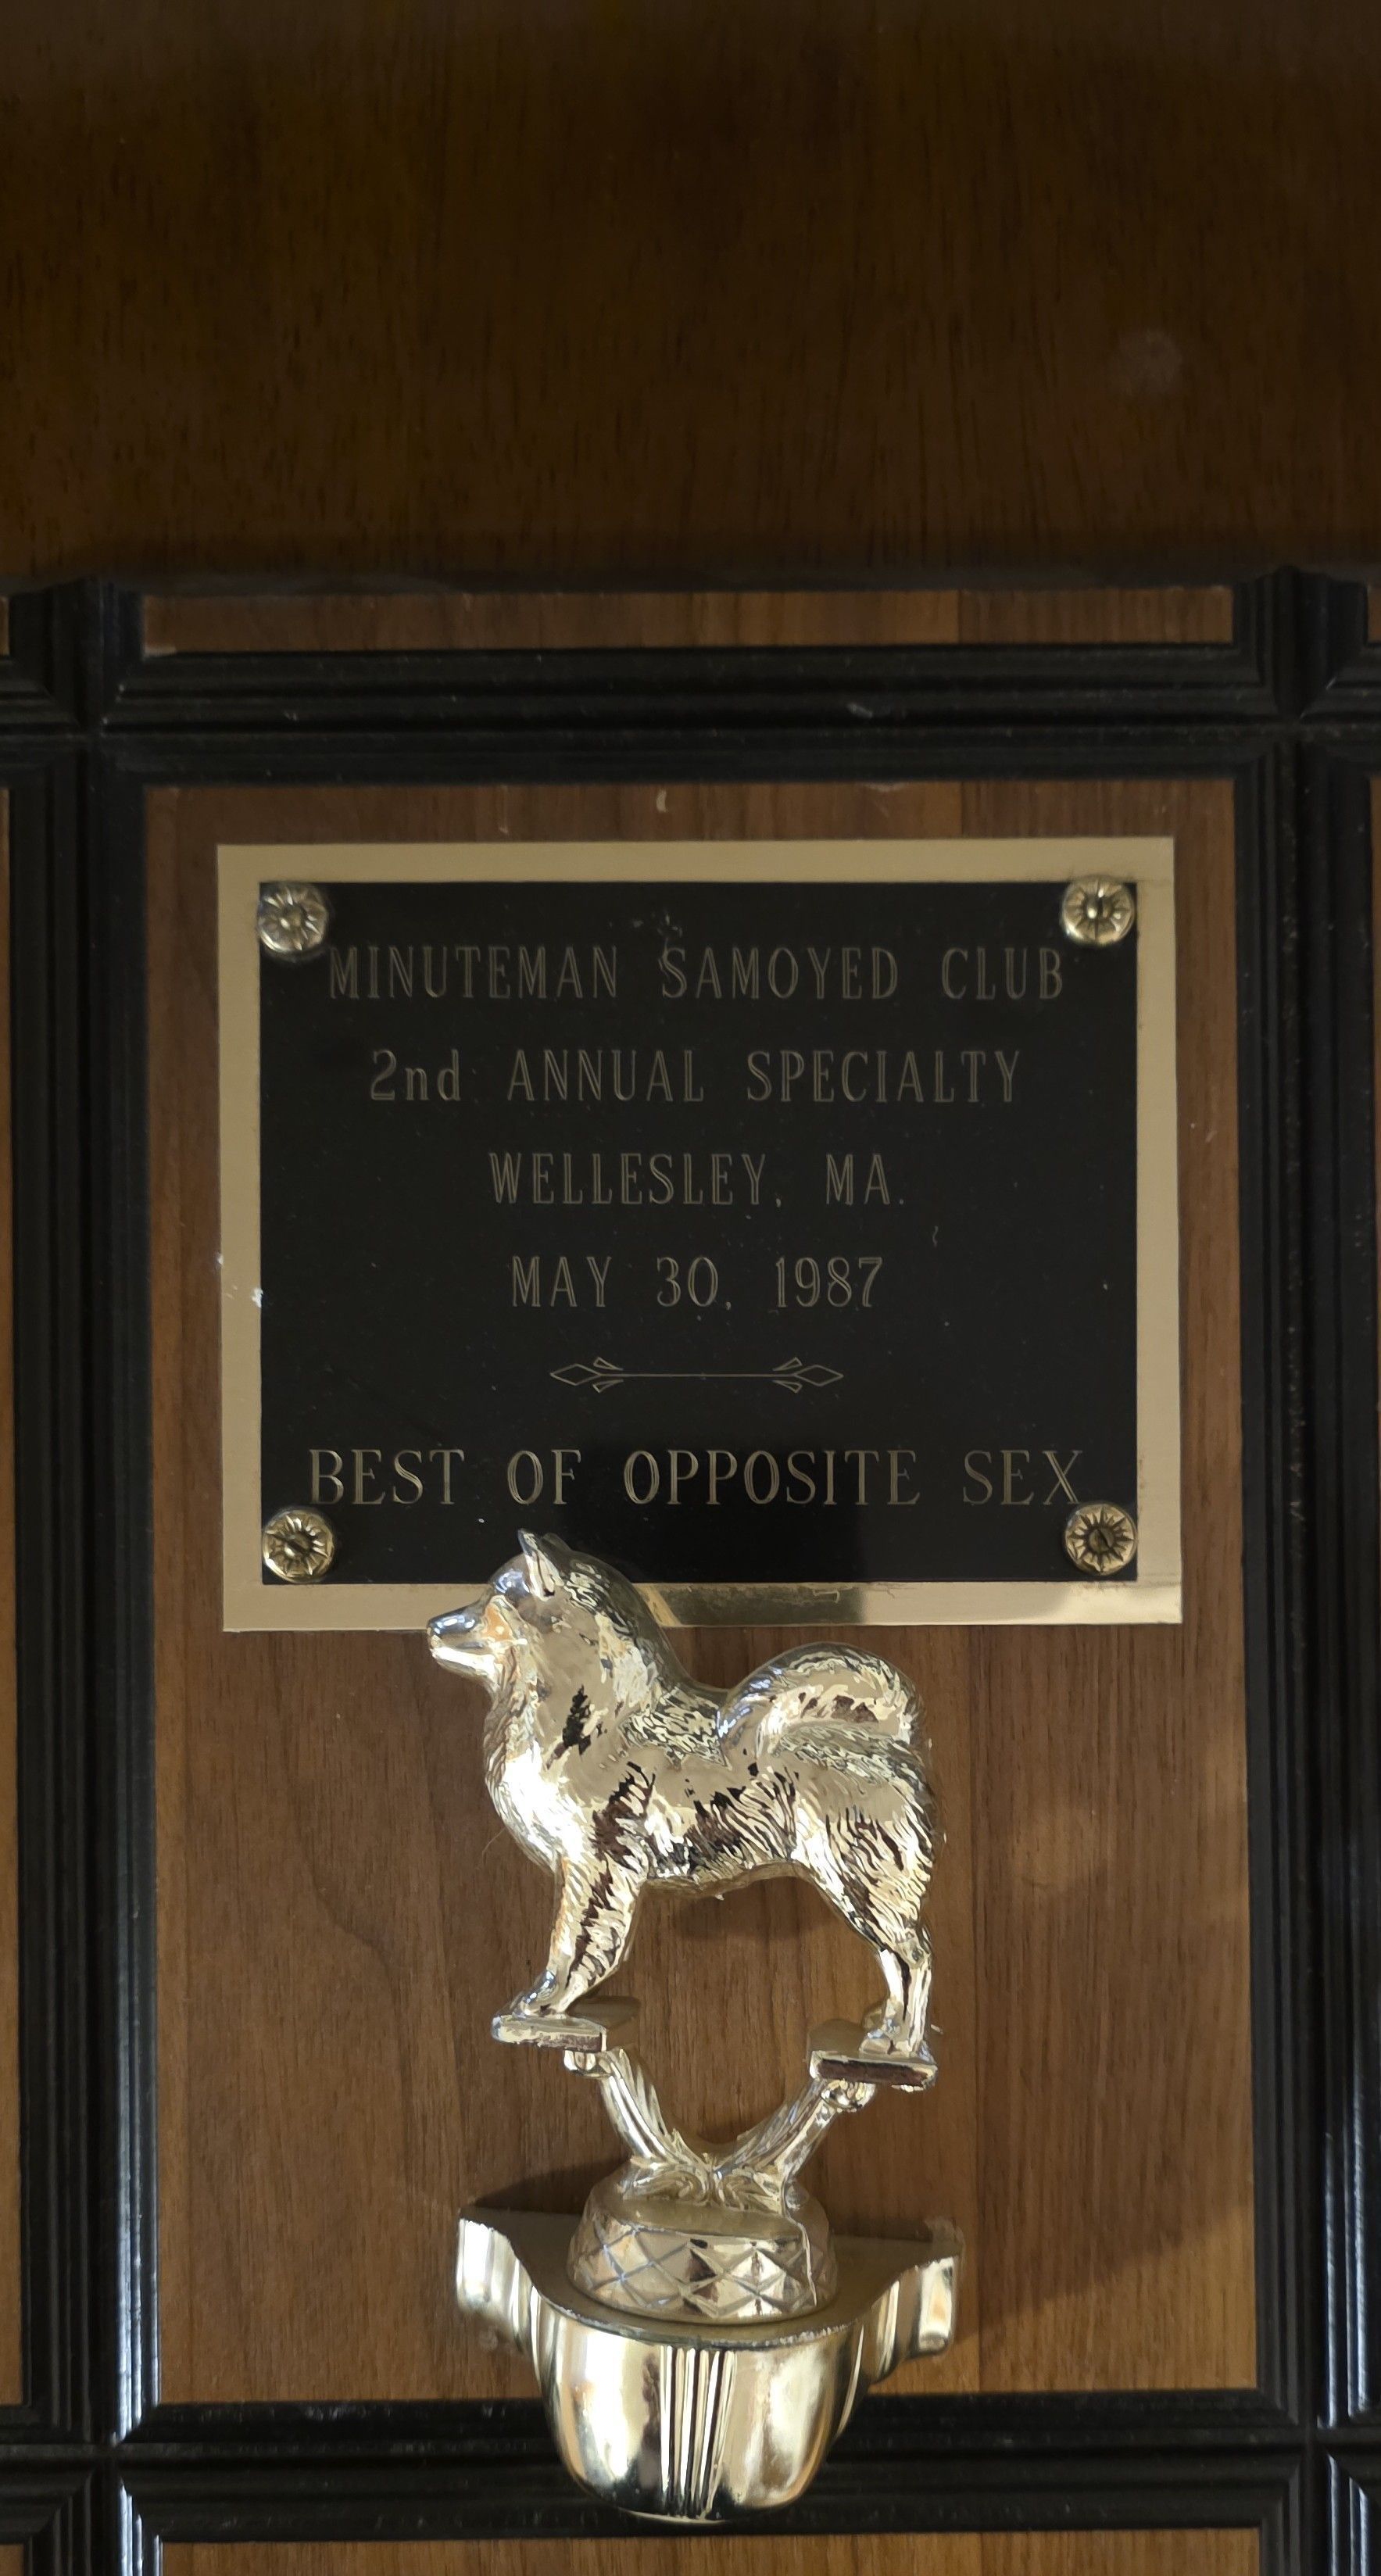 MINUTEMAN SAMOYED CLUB
2nd ANNUAL SPECIALTY
WELLESLEY, MA.
MAY 30, 1987
BEST OF OPPOSITE SEX